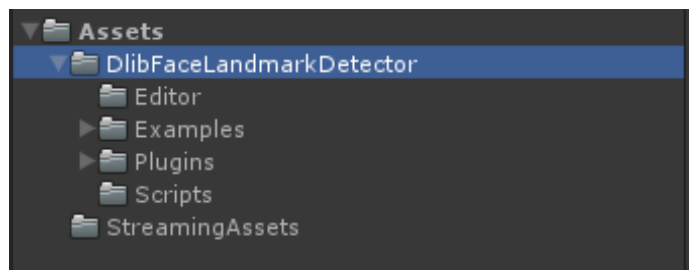 Assets
DlibFaceLandmarkDetector
Editor
Examples
Plugins
Scripts
StreamingAssets